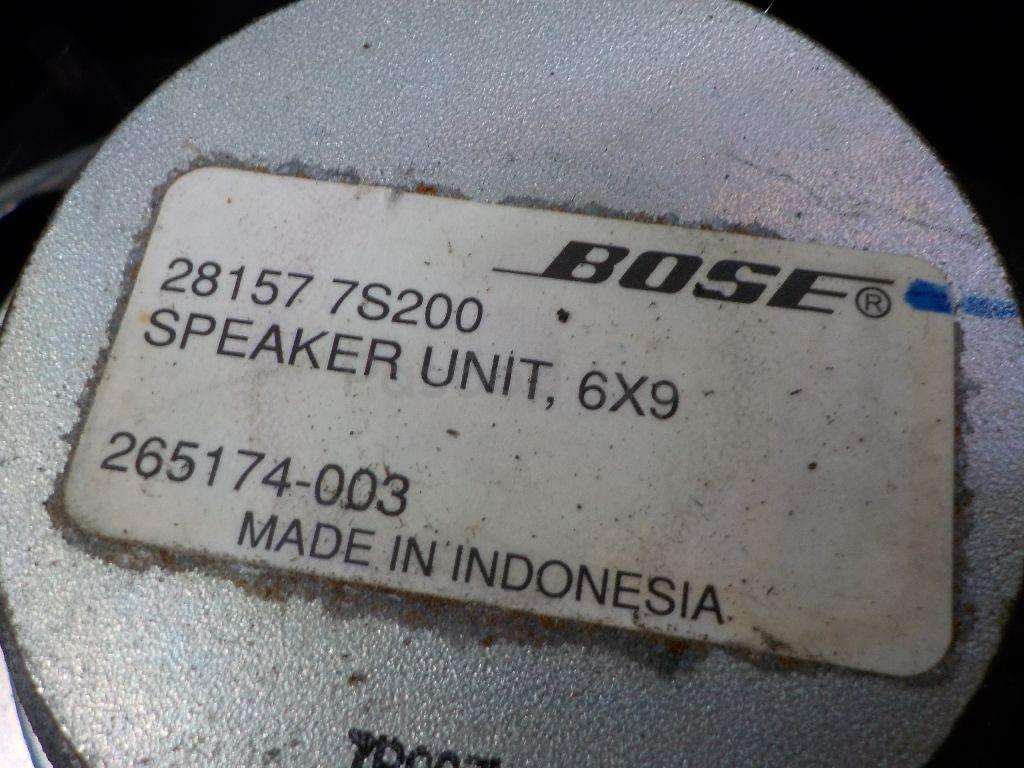 BOSE®
28157 7S200
SPEAKER UNIT, 6X9
265174-003
MADE IN INDONESIA